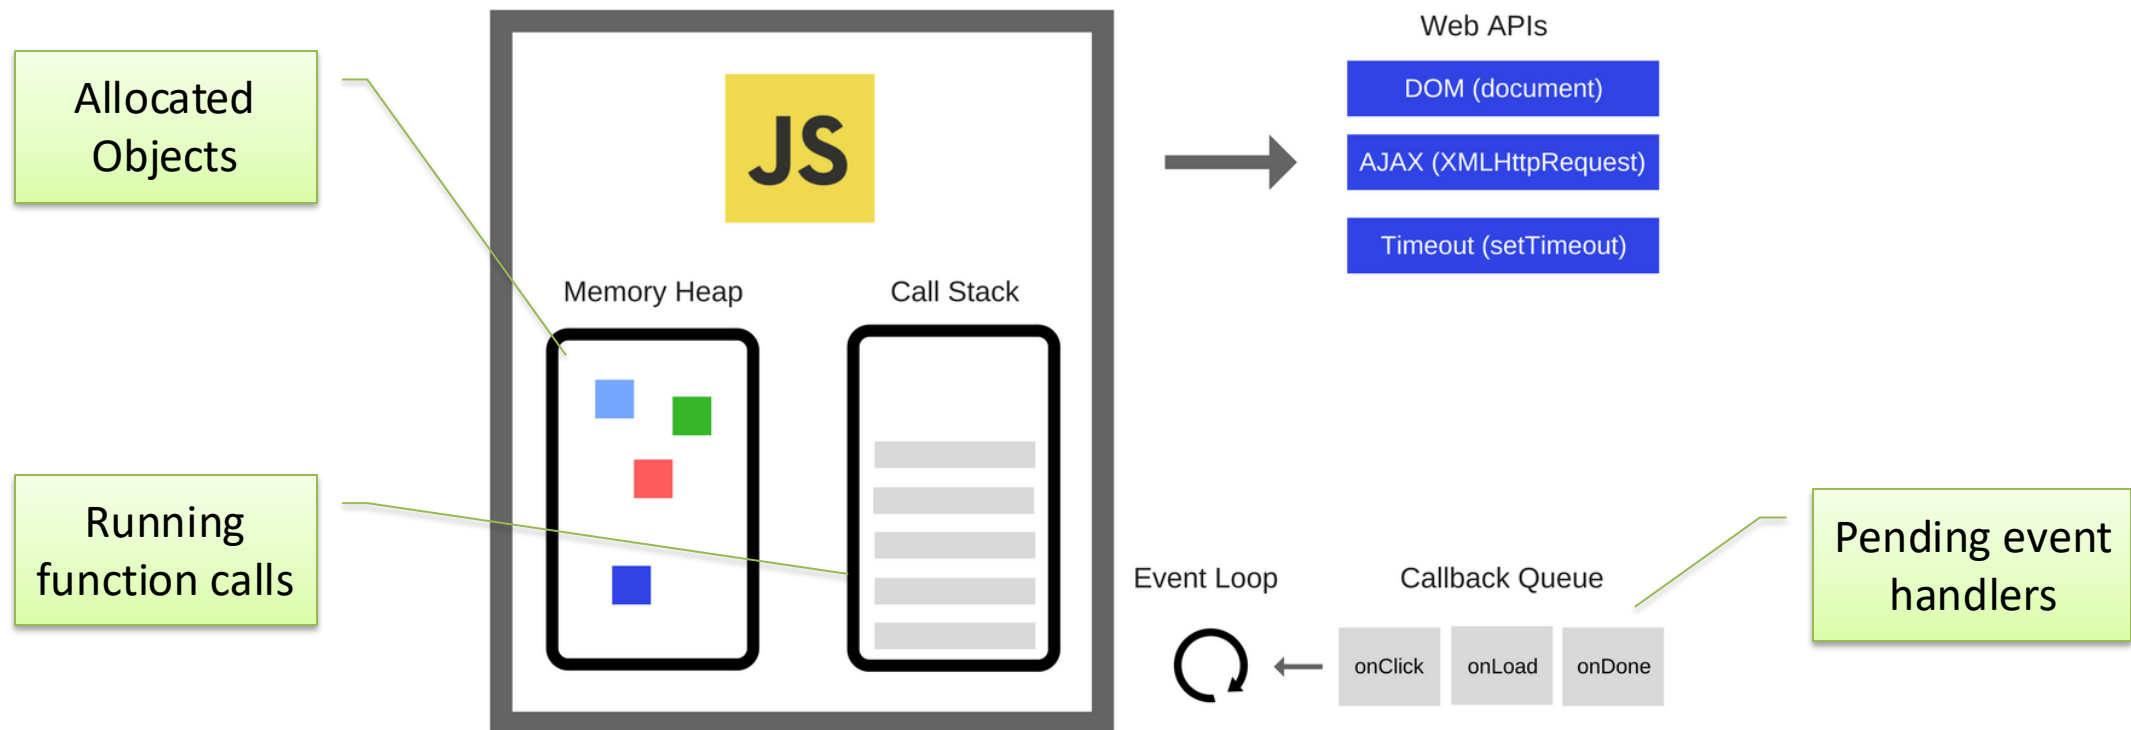 Allocated
Objects
JS
Memory Heap
Call Stack
Web APIs
DOM (document)
AJAX (XMLHttpRequest)
Timeout (setTimeout)
Running
function calls
Event Loop
Callback Queue
onClick
onLoad
onDone
Pending event
handlers